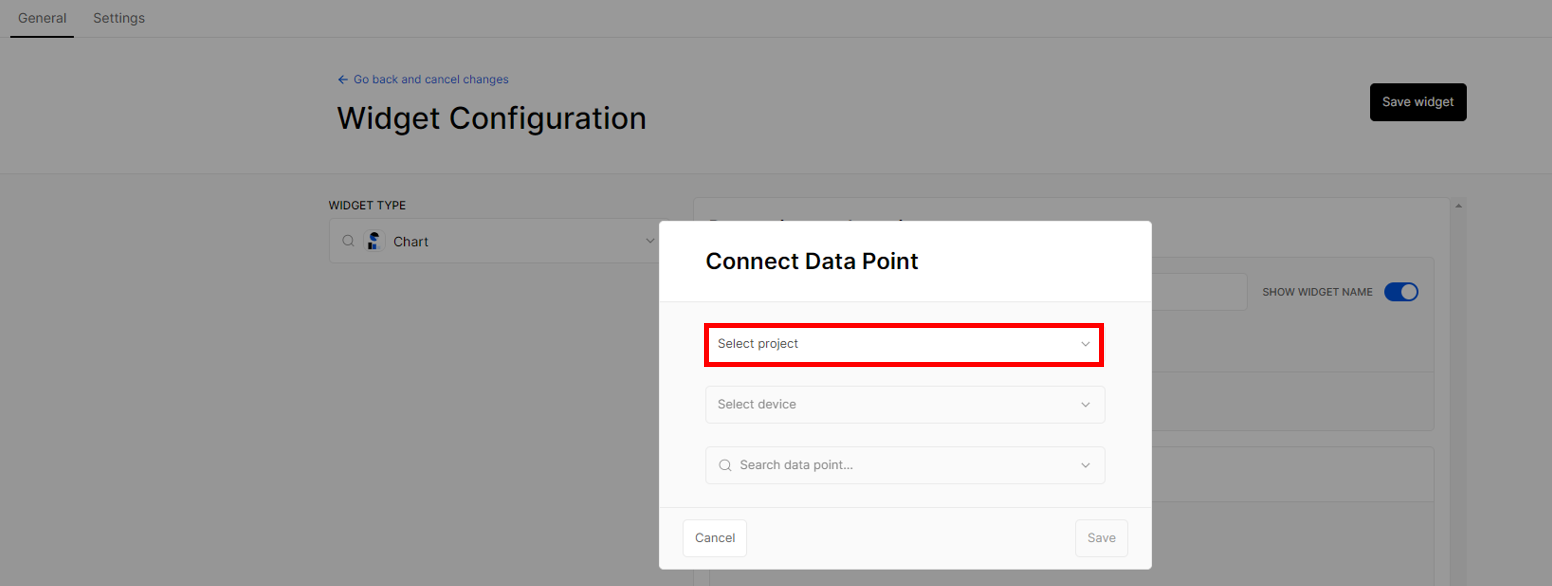 General Settings
Go back and cancel changes
Widget Configuration
Save widget
WIDGET TYPE
Chart
Connect Data Point
SHOW WIDGET NAME
Select project
Select device
Search data point...
Cancel
Save